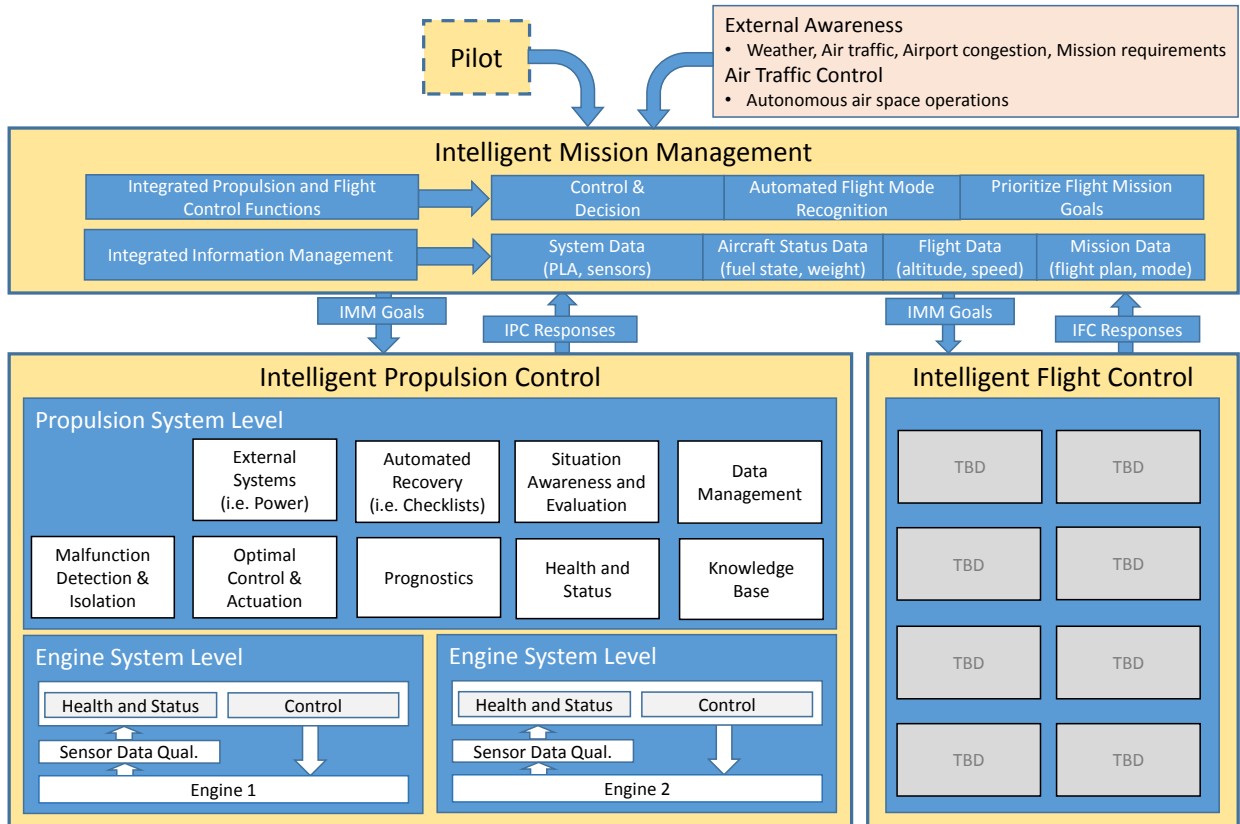 Pilot
External Awareness
• Weather, Air traffic, Airport congestion, Mission requirements
Air Traffic Control
• Autonomous air space operations
Intelligent Mission Management
Integrated Propulsion and Flight
Control Functions
Control &
Decision
Automated Flight Mode
Recognition
Prioritize Flight Mission
Goals
Integrated Information Management
System Data
(PLA, sensors)
Aircraft Status Data
(fuel state, weight)
Flight Data
(altitude, speed)
Mission Data
(flight plan, mode)
IMM Goals
IPC Responses
IMM Goals
IFC Responses
Intelligent Propulsion Control
Propulsion System Level
External
Systems
(i.e. Power)
Automated
Recovery
(i.e. Checklists)
Situation
Awareness and
Evaluation
Data
Management
Malfunction
Detection &
Isolation
Optimal
Control &
Actuation
Prognostics
Health and
Status
Knowledge
Base
Engine System Level
Health and Status
Control
Sensor Data Qual.
Engine 1
Engine System Level
Health and Status
Control
Sensor Data Qual.
Engine 2
Intelligent Flight Control
TBD
TBD
TBD
TBD
TBD
TBD
TBD
TBD